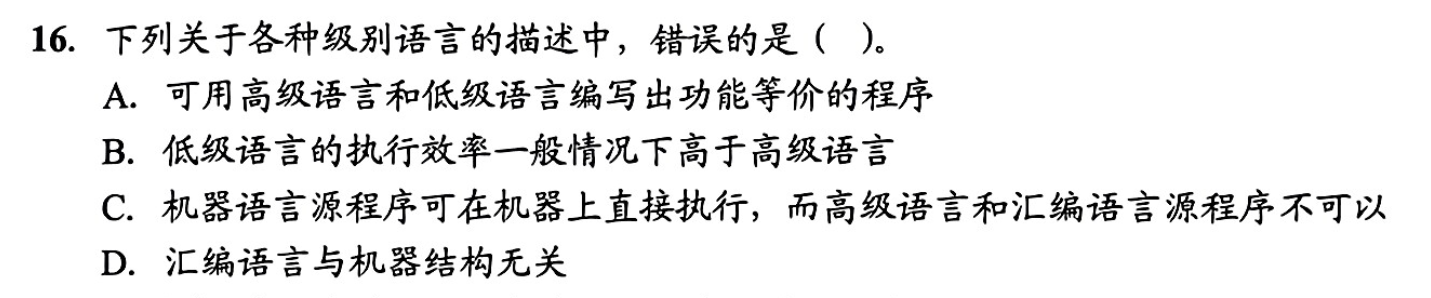 16. 下列关于各种级别语言的描述中，错误的是（ ）。
A. 可用高级语言和低级语言编写出功能等价的程序
B. 低级语言的执行效率一般情况下高于高级语言
C. 机器语言源程序可在机器上直接执行，而高级语言和汇编语言源程序不可以
D. 汇编语言与机器结构无关